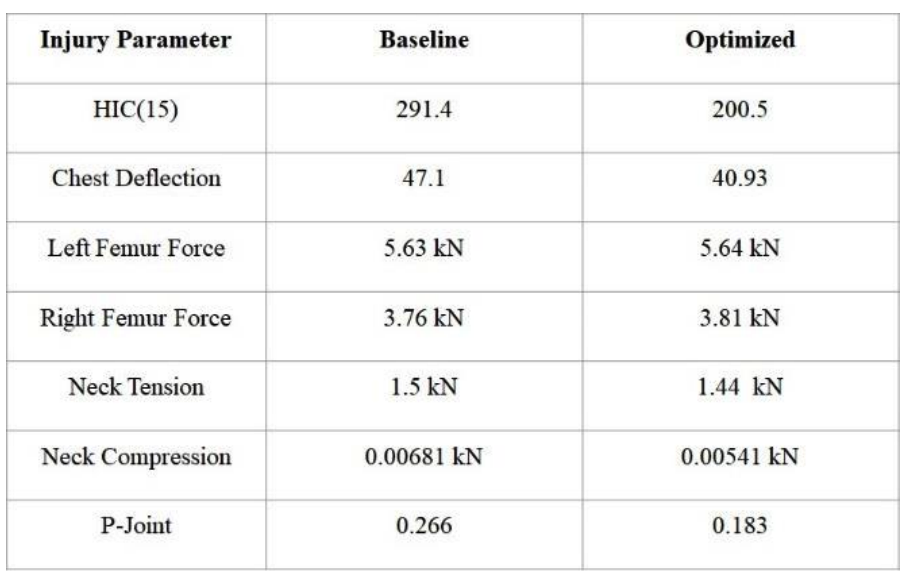 Injury Parameter Baseline Optimized
HIC(15) 291.4 200.5
Chest Deflection 47.1 40.93
Left Femur Force 5.63 kN 5.64 kN
Right Femur Force 3.76 kN 3.81 kN
Neck Tension 1.5 kN 1.44 kN
Neck Compression 0.00681 kN 0.00541 kN
P-Joint 0.266 0.183